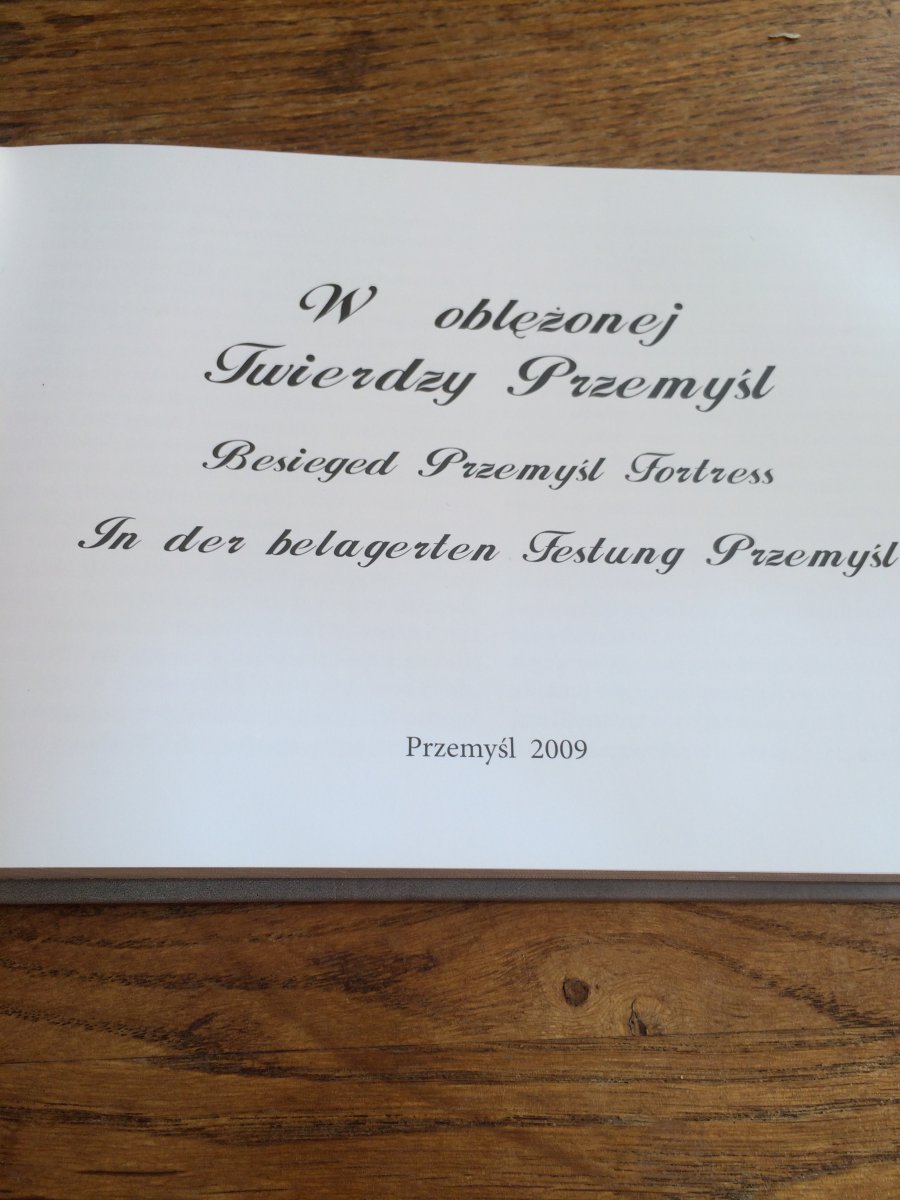 W oblężonej
Twierdzy Przemyśl
Besieged Przemyśl Fortress
In der belagerten Festung Przemyśl
Przemyśl 2009